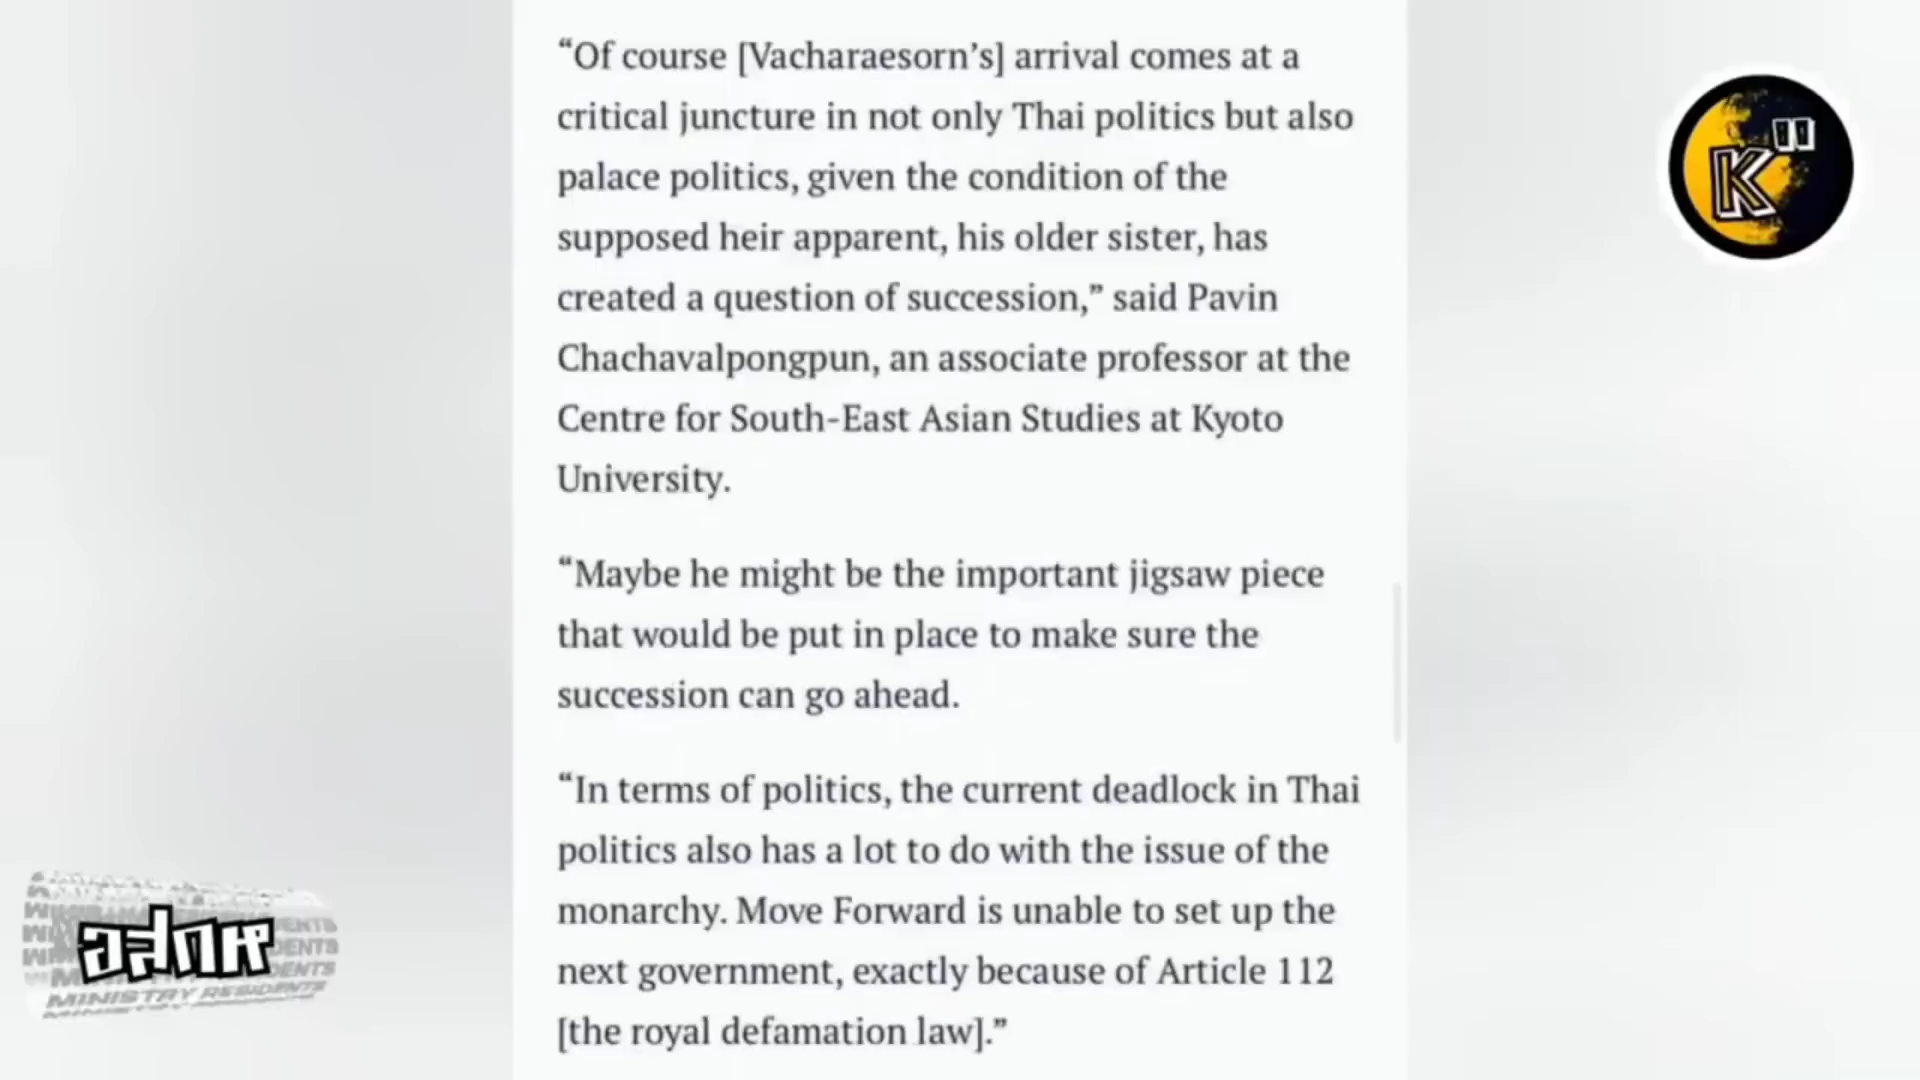 “Of course [Vacharaesorn’s] arrival comes at a
critical juncture in not only Thai politics but also
palace politics, given the condition of the
supposed heir apparent, his older sister, has
created a question of succession,” said Pavin
Chachavalpongpun, an associate professor at the
Centre for South-East Asian Studies at Kyoto
University.
“Maybe he might be the important jigsaw piece
that would be put in place to make sure the
succession can go ahead.
“In terms of politics, the current deadlock in Thai
politics also has a lot to do with the issue of the
monarchy. Move Forward is unable to set up the
next government, exactly because of Article 112
[the royal defamation law].”
K"
อสกห
MINISTRY RESIDENTS